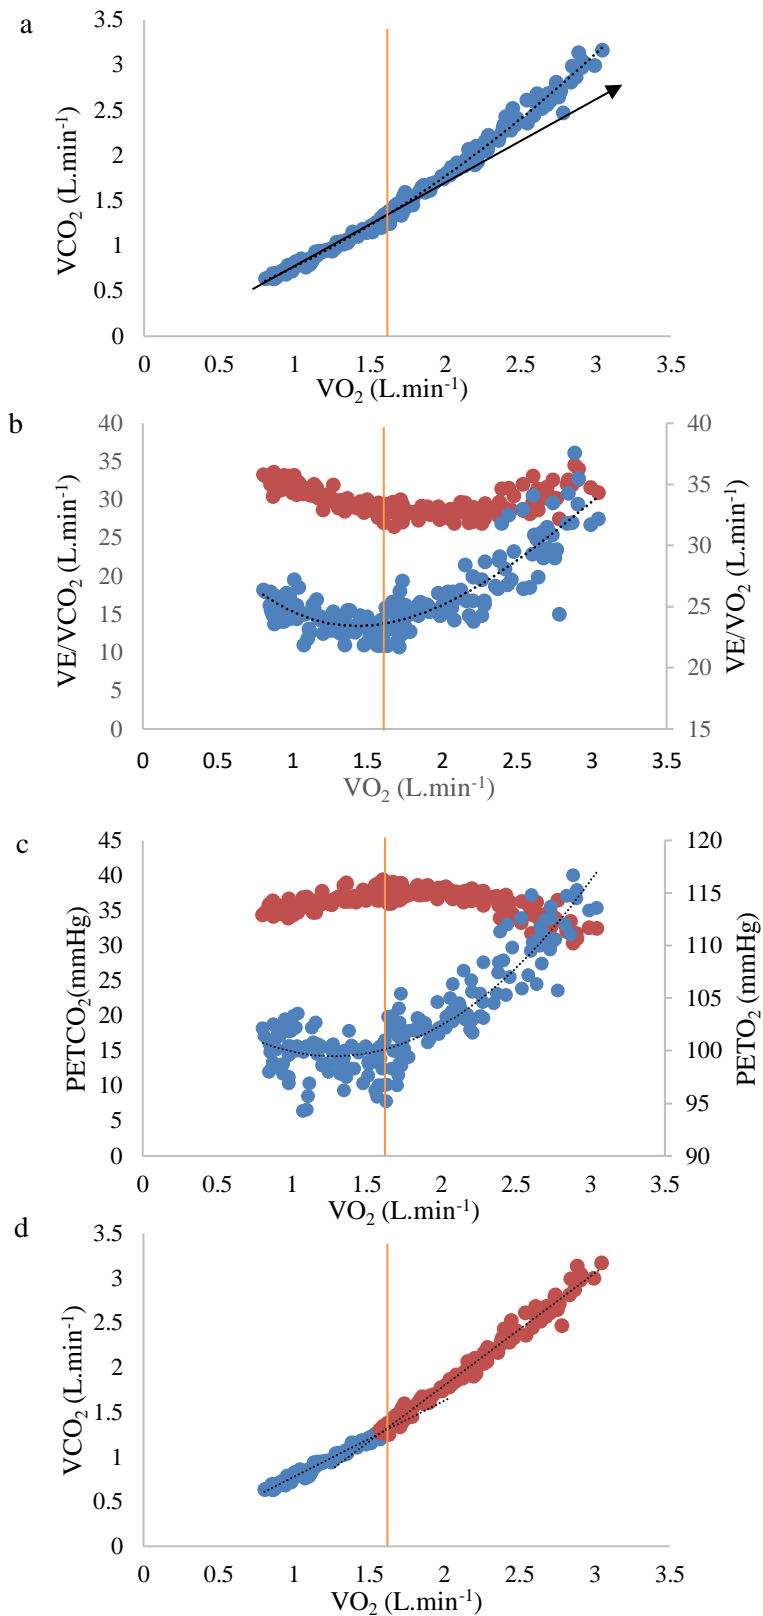 a
3.5
3
2.5
2
1.5
1
0.5
0
VCO2 (L.min-1)
0 0.5 1 1.5 2 2.5 3 3.5
VO2 (L.min-1)
b
40
35
30
25
20
15
10
5
0
VE/VCO2 (L.min-1)
40
35
30
25
20
15
VE/VO2 (L.min-1)
0 0.5 1 1.5 2 2.5 3 3.5
VO2 (L.min-1)
c
45
40
35
30
25
20
15
10
5
0
PETCO2(mmHg)
120
115
110
105
100
95
90
PETO2 (mmHg)
0 0.5 1 1.5 2 2.5 3 3.5
VO2 (L.min-1)
d
3.5
3
2.5
2
1.5
1
0.5
0
VCO2 (L.min-1)
0 0.5 1 1.5 2 2.5 3 3.5
VO2 (L.min-1)